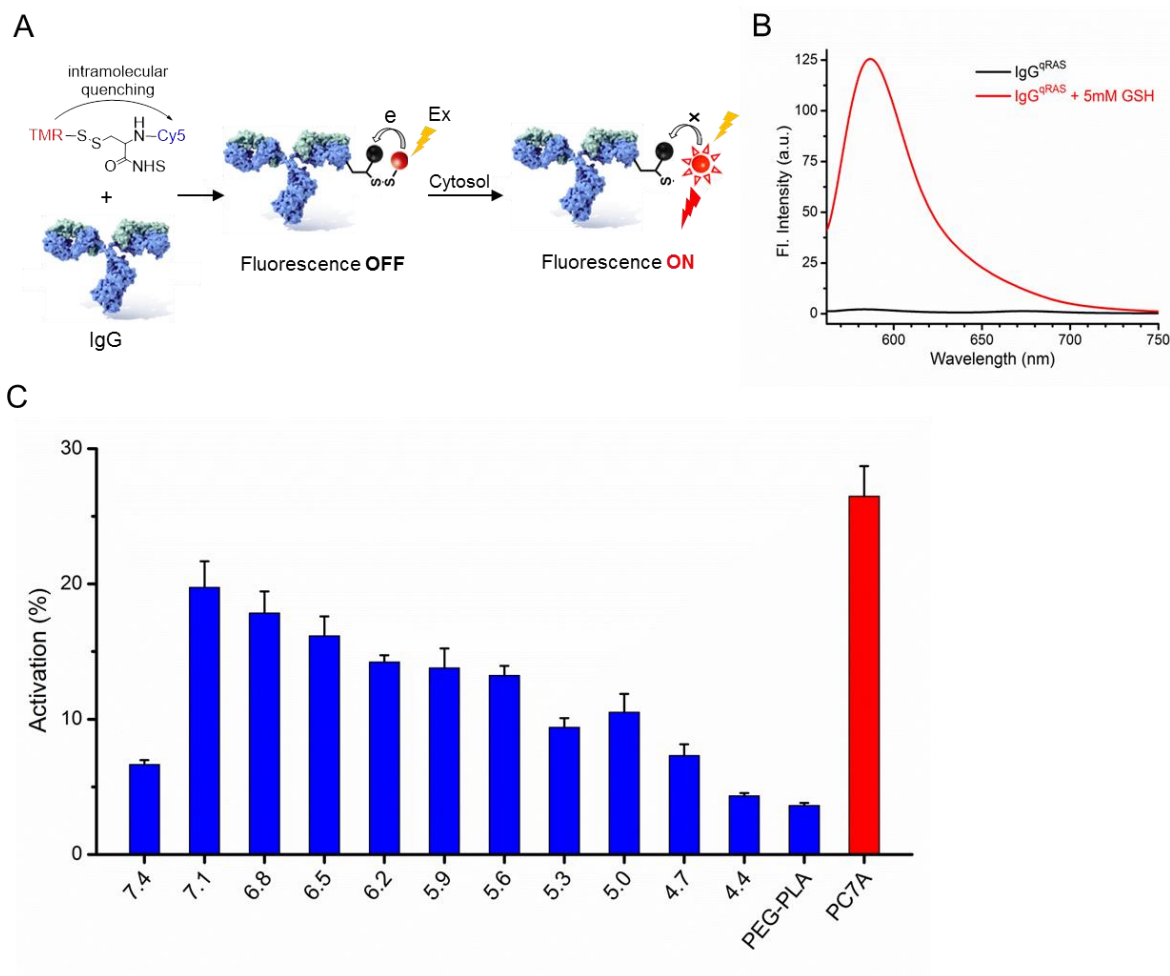 A
intramolecular
quenching
TMR S S H N Cy5
O NHS
+
IgG
e
Ex
S S
Fluorescence OFF
Cytosol
x
S
Fluorescence ON
B
Fl. Intensity (a.u.)
125
100
75
50
25
0
IgG^qRAS
IgG^qRAS + 5mM GSH
600 650 700 750
Wavelength (nm)
C
Activation (%)
30
20
10
0
7.4 7.1 6.8 6.5 6.2 5.9 5.6 5.3 5.0 4.7 4.4 PEG-PLA PC7A